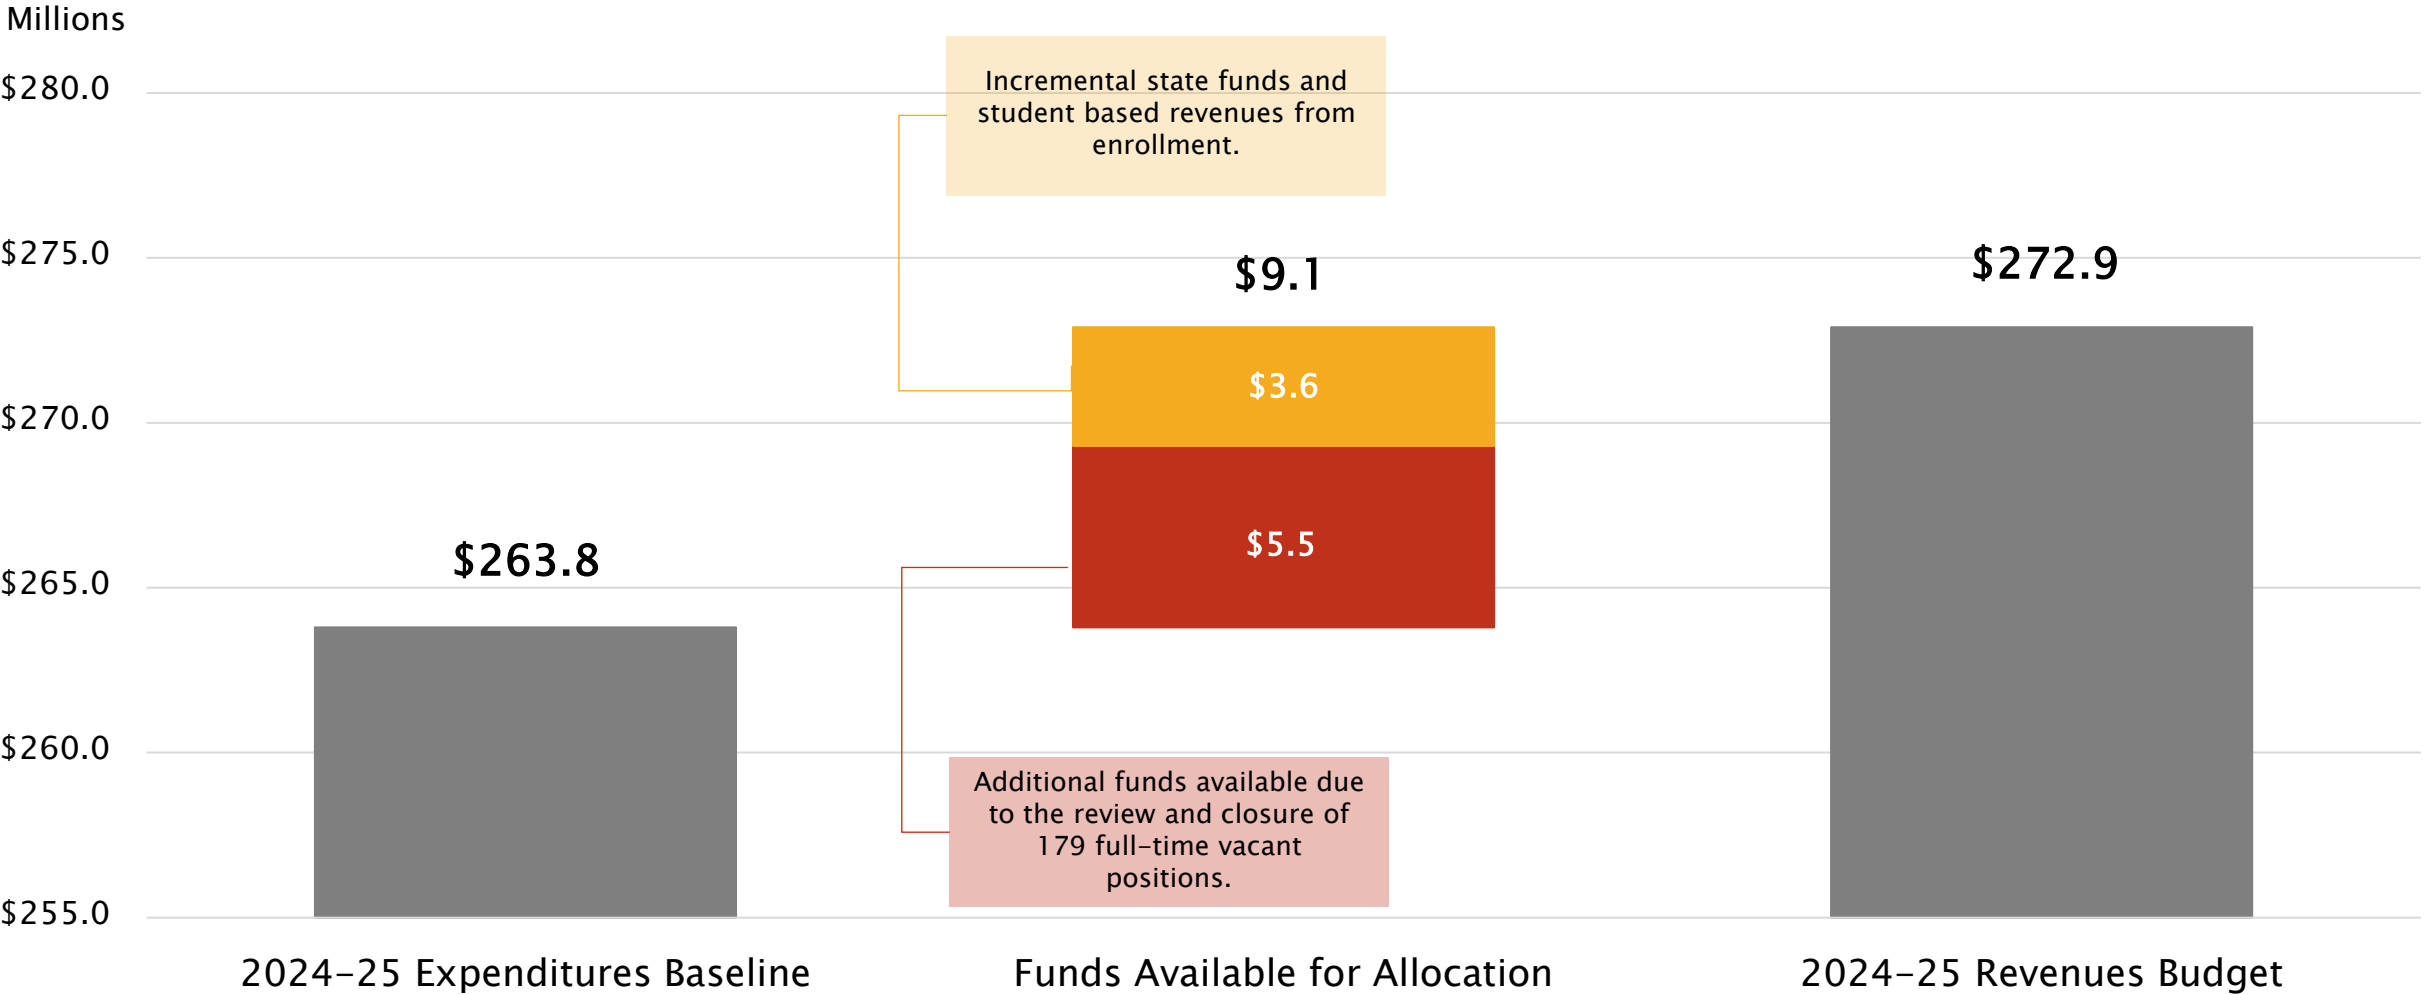 Millions
$280.0
Incremental state funds and
student based revenues from
enrollment.
$275.0
$9.1
$272.9
$3.6
$270.0
$5.5
$263.8
$265.0
$260.0
Additional funds available due
to the review and closure of
179 full-time vacant
positions.
$255.0
2024-25 Expenditures Baseline
Funds Available for Allocation
2024-25 Revenues Budget